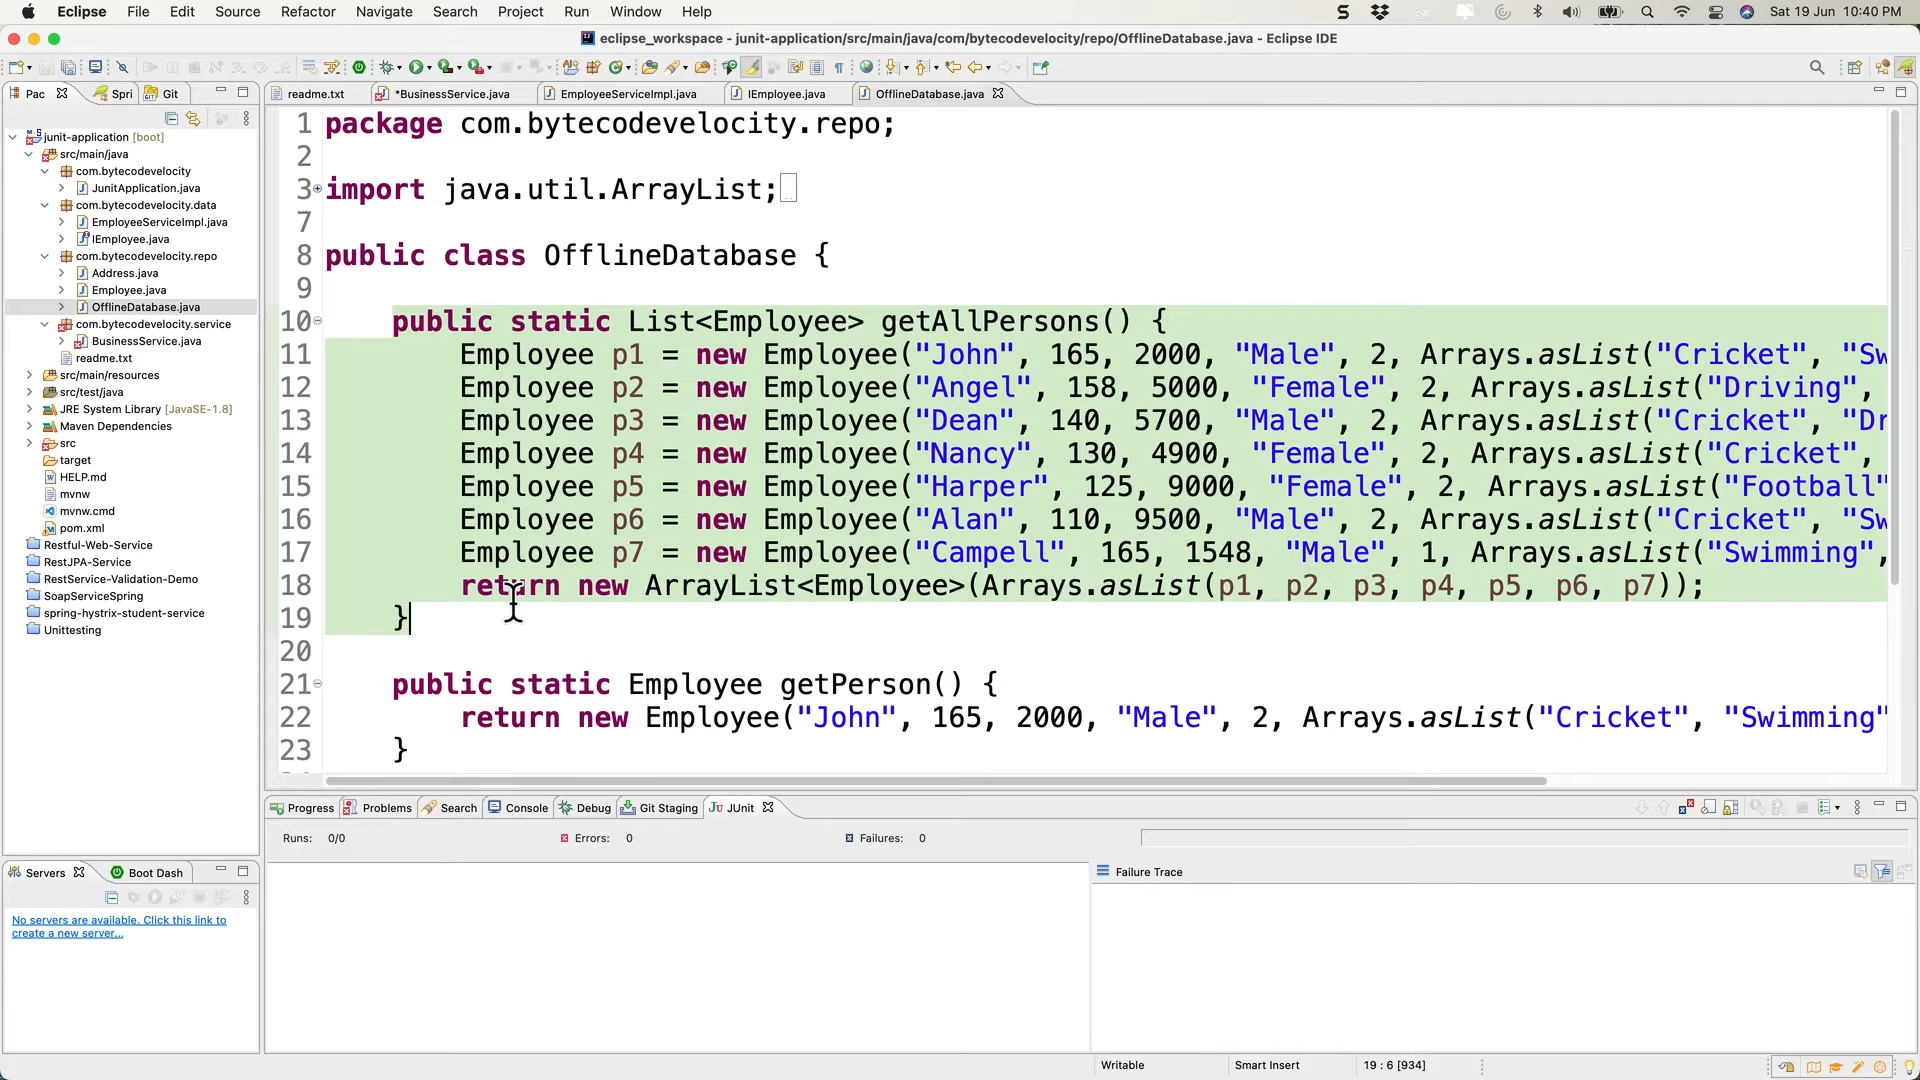 Eclipse File Edit Source Refactor Navigate Search Project Run Window Help Sat 19 Jun 10:40 PM
eclipse_workspace - junit-application/src/main/java/com/bytecodevelocity/repo/OfflineDatabase.java - Eclipse IDE
Pac Spri Git
junit-application [boot]
src/main/java
com.bytecodevelocity
JunitApplication.java
com.bytecodevelocity.data
EmployeeServiceImpl.java
IEmployee.java
com.bytecodevelocity.repo
Address.java
Employee.java
OfflineDatabase.java
com.bytecodevelocity.service
BusinessService.java
readme.txt
src/main/resources
src/test/java
JRE System Library [JavaSE-1.8]
Maven Dependencies
src
target
HELP.md
mvnw
mvnw.cmd
pom.xml
Restful-Web-Service
RestJPA-Service
RestService-Validation-Demo
SoapServiceSpring
spring-hystrix-student-service
Unittesting
readme.txt *BusinessService.java EmployeeServiceImpl.java IEmployee.java OfflineDatabase.java
1 package com.bytecodevelocity.repo;
2
3 import java.util.ArrayList;
7
8 public class OfflineDatabase {
9
10 public static List<Employee> getAllPersons() {
11 Employee p1 = new Employee("John", 165, 2000, "Male", 2, Arrays.asList("Cricket", "Sw
12 Employee p2 = new Employee("Angel", 158, 5000, "Female", 2, Arrays.asList("Driving",
13 Employee p3 = new Employee("Dean", 140, 5700, "Male", 2, Arrays.asList("Cricket", "Dr
14 Employee p4 = new Employee("Nancy", 130, 4900, "Female", 2, Arrays.asList("Cricket",
15 Employee p5 = new Employee("Harper", 125, 9000, "Female", 2, Arrays.asList("Football"
16 Employee p6 = new Employee("Alan", 110, 9500, "Male", 2, Arrays.asList("Cricket", "Sw
17 Employee p7 = new Employee("Campell", 165, 1548, "Male", 1, Arrays.asList("Swimming",
18 return new ArrayList<Employee>(Arrays.asList(p1, p2, p3, p4, p5, p6, p7));
19 }
20
21 public static Employee getPerson() {
22 return new Employee("John", 165, 2000, "Male", 2, Arrays.asList("Cricket", "Swimming"
23 }
Progress Problems Search Console Debug Git Staging JUnit
Runs: 0/0 Errors: 0 Failures: 0
Failure Trace
Servers Boot Dash
No servers are available. Click this link to
create a new server...
Writable Smart Insert 19 : 6 [934]